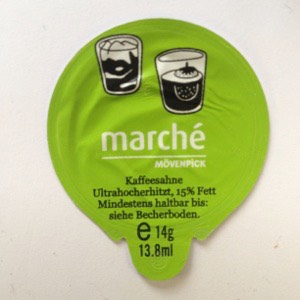 marché
MÖVENPICK
Kaffeesahne
Ultrahocherhitzt, 15% Fett
Mindestens haltbar bis:
siehe Becherboden.
e 14g
13.8ml